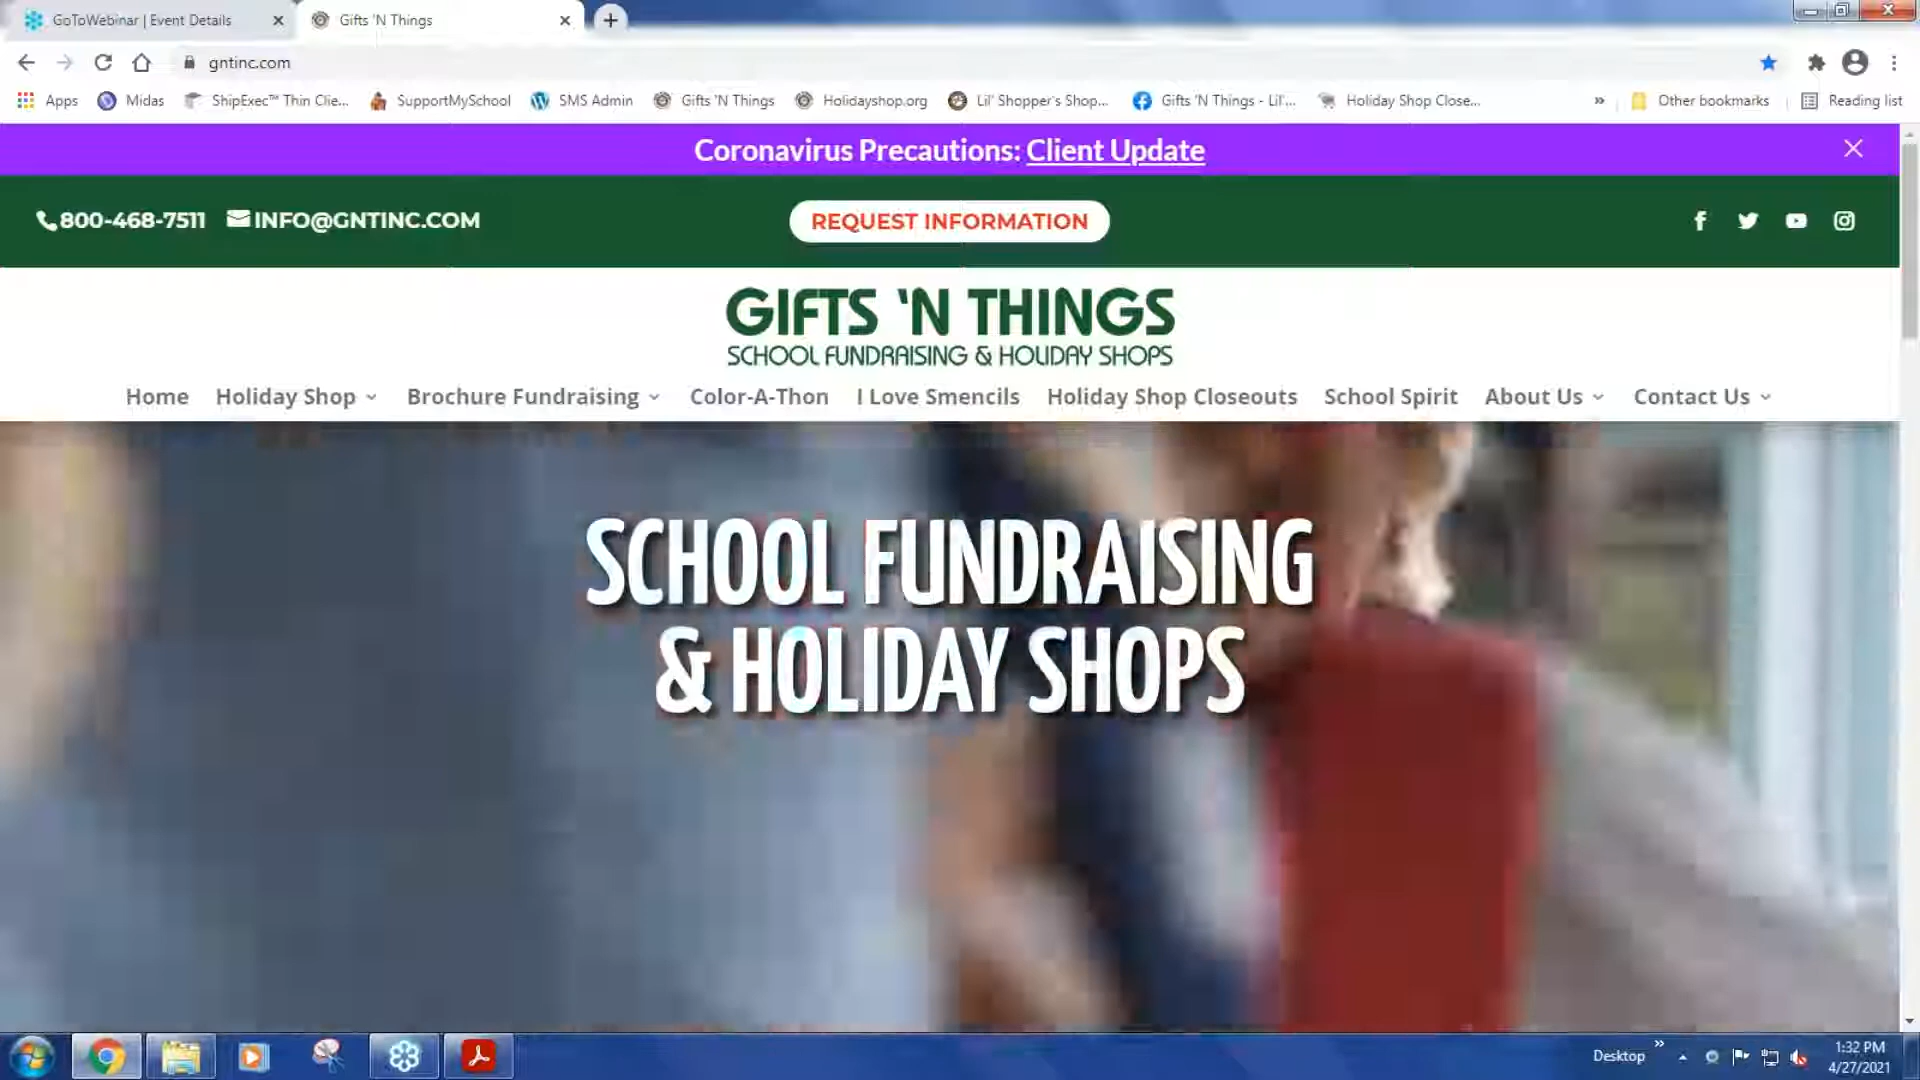 GoToWebinar | Event Details
Gifts 'N Things
gntinc.com
Apps
Midas
ShipExec™ Thin Clie...
SupportMySchool
SMS Admin
Gifts 'N Things
Holidayshop.org
Lil' Shopper's Shop...
Gifts 'N Things - Lil'...
Holiday Shop Close...
»
Other bookmarks
Reading list
Coronavirus Precautions: Client Update
800-468-7511
INFO@GNTINC.COM
REQUEST INFORMATION
GIFTS 'N THINGS
SCHOOL FUNDRAISING & HOLIDAY SHOPS
Home
Holiday Shop
Brochure Fundraising
Color-A-Thon
I Love Smencils
Holiday Shop Closeouts
School Spirit
About Us
Contact Us
SCHOOL FUNDRAISING
& HOLIDAY SHOPS
Desktop
»
1:32 PM
4/27/2021